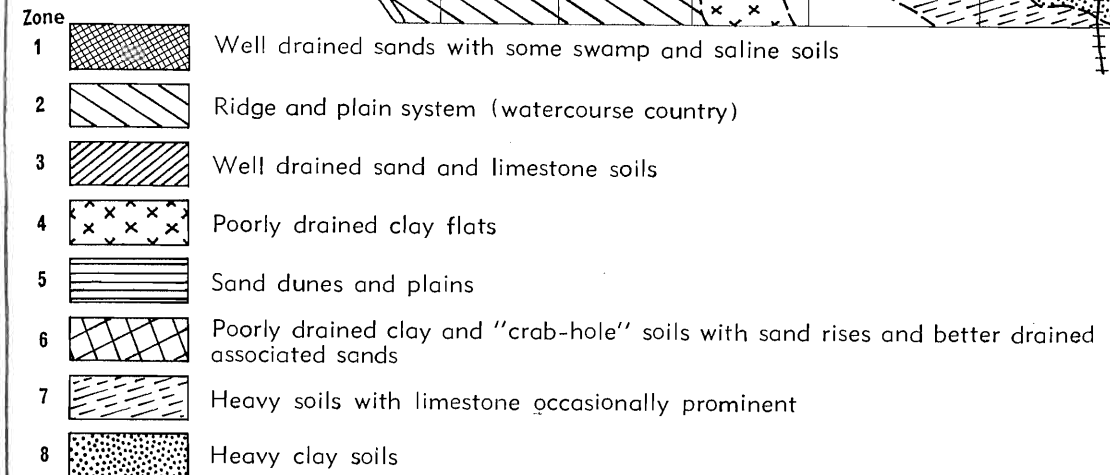 Zone
1 Well drained sands with some swamp and saline soils
2 Ridge and plain system (watercourse country)
3 Well drained sand and limestone soils
4 Poorly drained clay flats
5 Sand dunes and plains
6 Poorly drained clay and "crab-hole" soils with sand rises and better drained
associated sands
7 Heavy soils with limestone occasionally prominent
8 Heavy clay soils